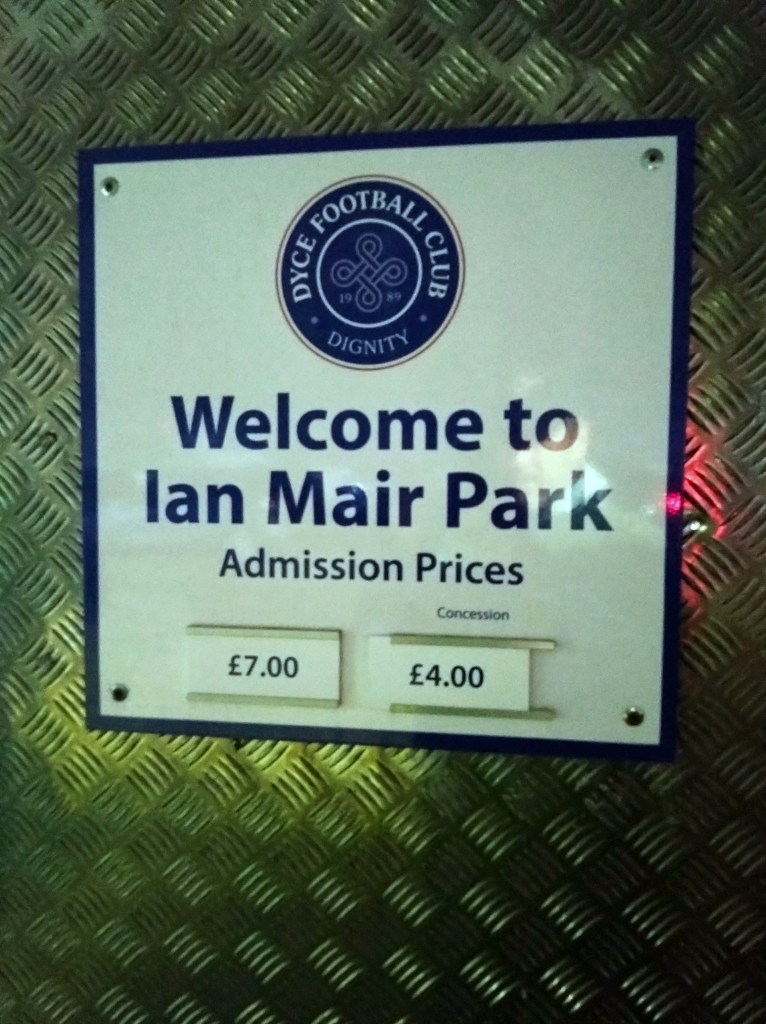 DYCE FOOTBALL CLUB
19 89
DIGNITY
Welcome to
Ian Mair Park
Admission Prices
Concession
£7.00 £4.00